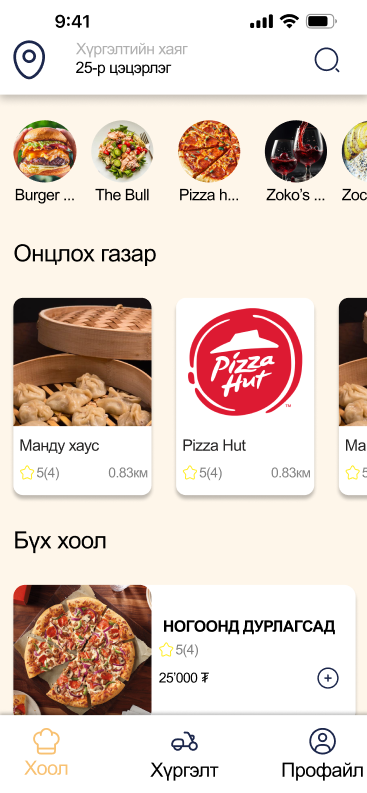 9:41
Хүргэлтийн хаяг
25-р цэцэрлэг
Burger ... The Bull Pizza h... Zoko's ... Zoc
Онцлох газар
Pizza
Hut
™
Манду хаус Pizza Hut Ма
5(4) 0.83км 5(4) 0.83км 5(
Бүх хоол
НОГООНД ДУРЛАГСАД
5(4)
25'000 ₮
Хоол Хүргэлт Профайл